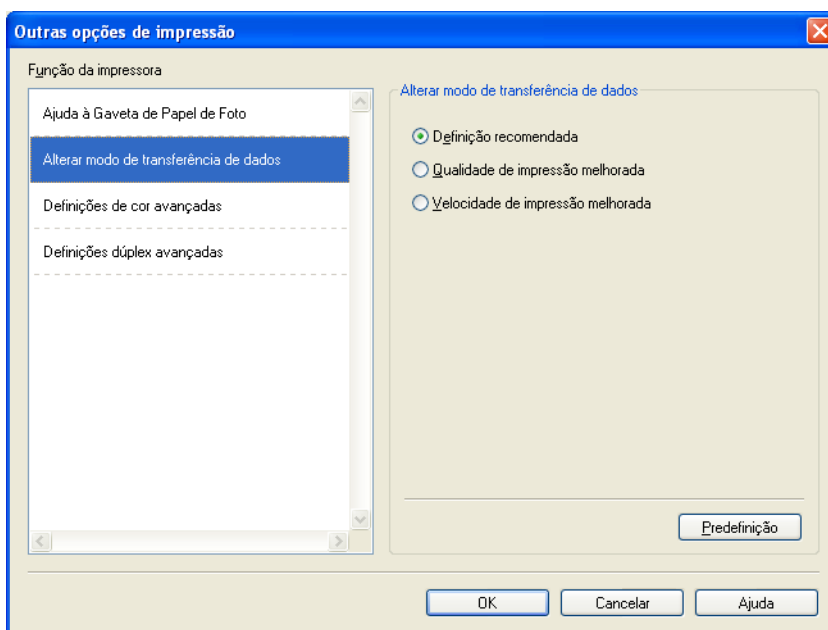 Outras opções de impressão
Função da impressora
Ajuda à Gaveta de Papel de Foto
Alterar modo de transferência de dados
Definições de cor avançadas
Definições dúplex avançadas
Alterar modo de transferência de dados
Definição recomendada
Qualidade de impressão melhorada
Velocidade de impressão melhorada
Predefinição
OK
Cancelar
Ajuda